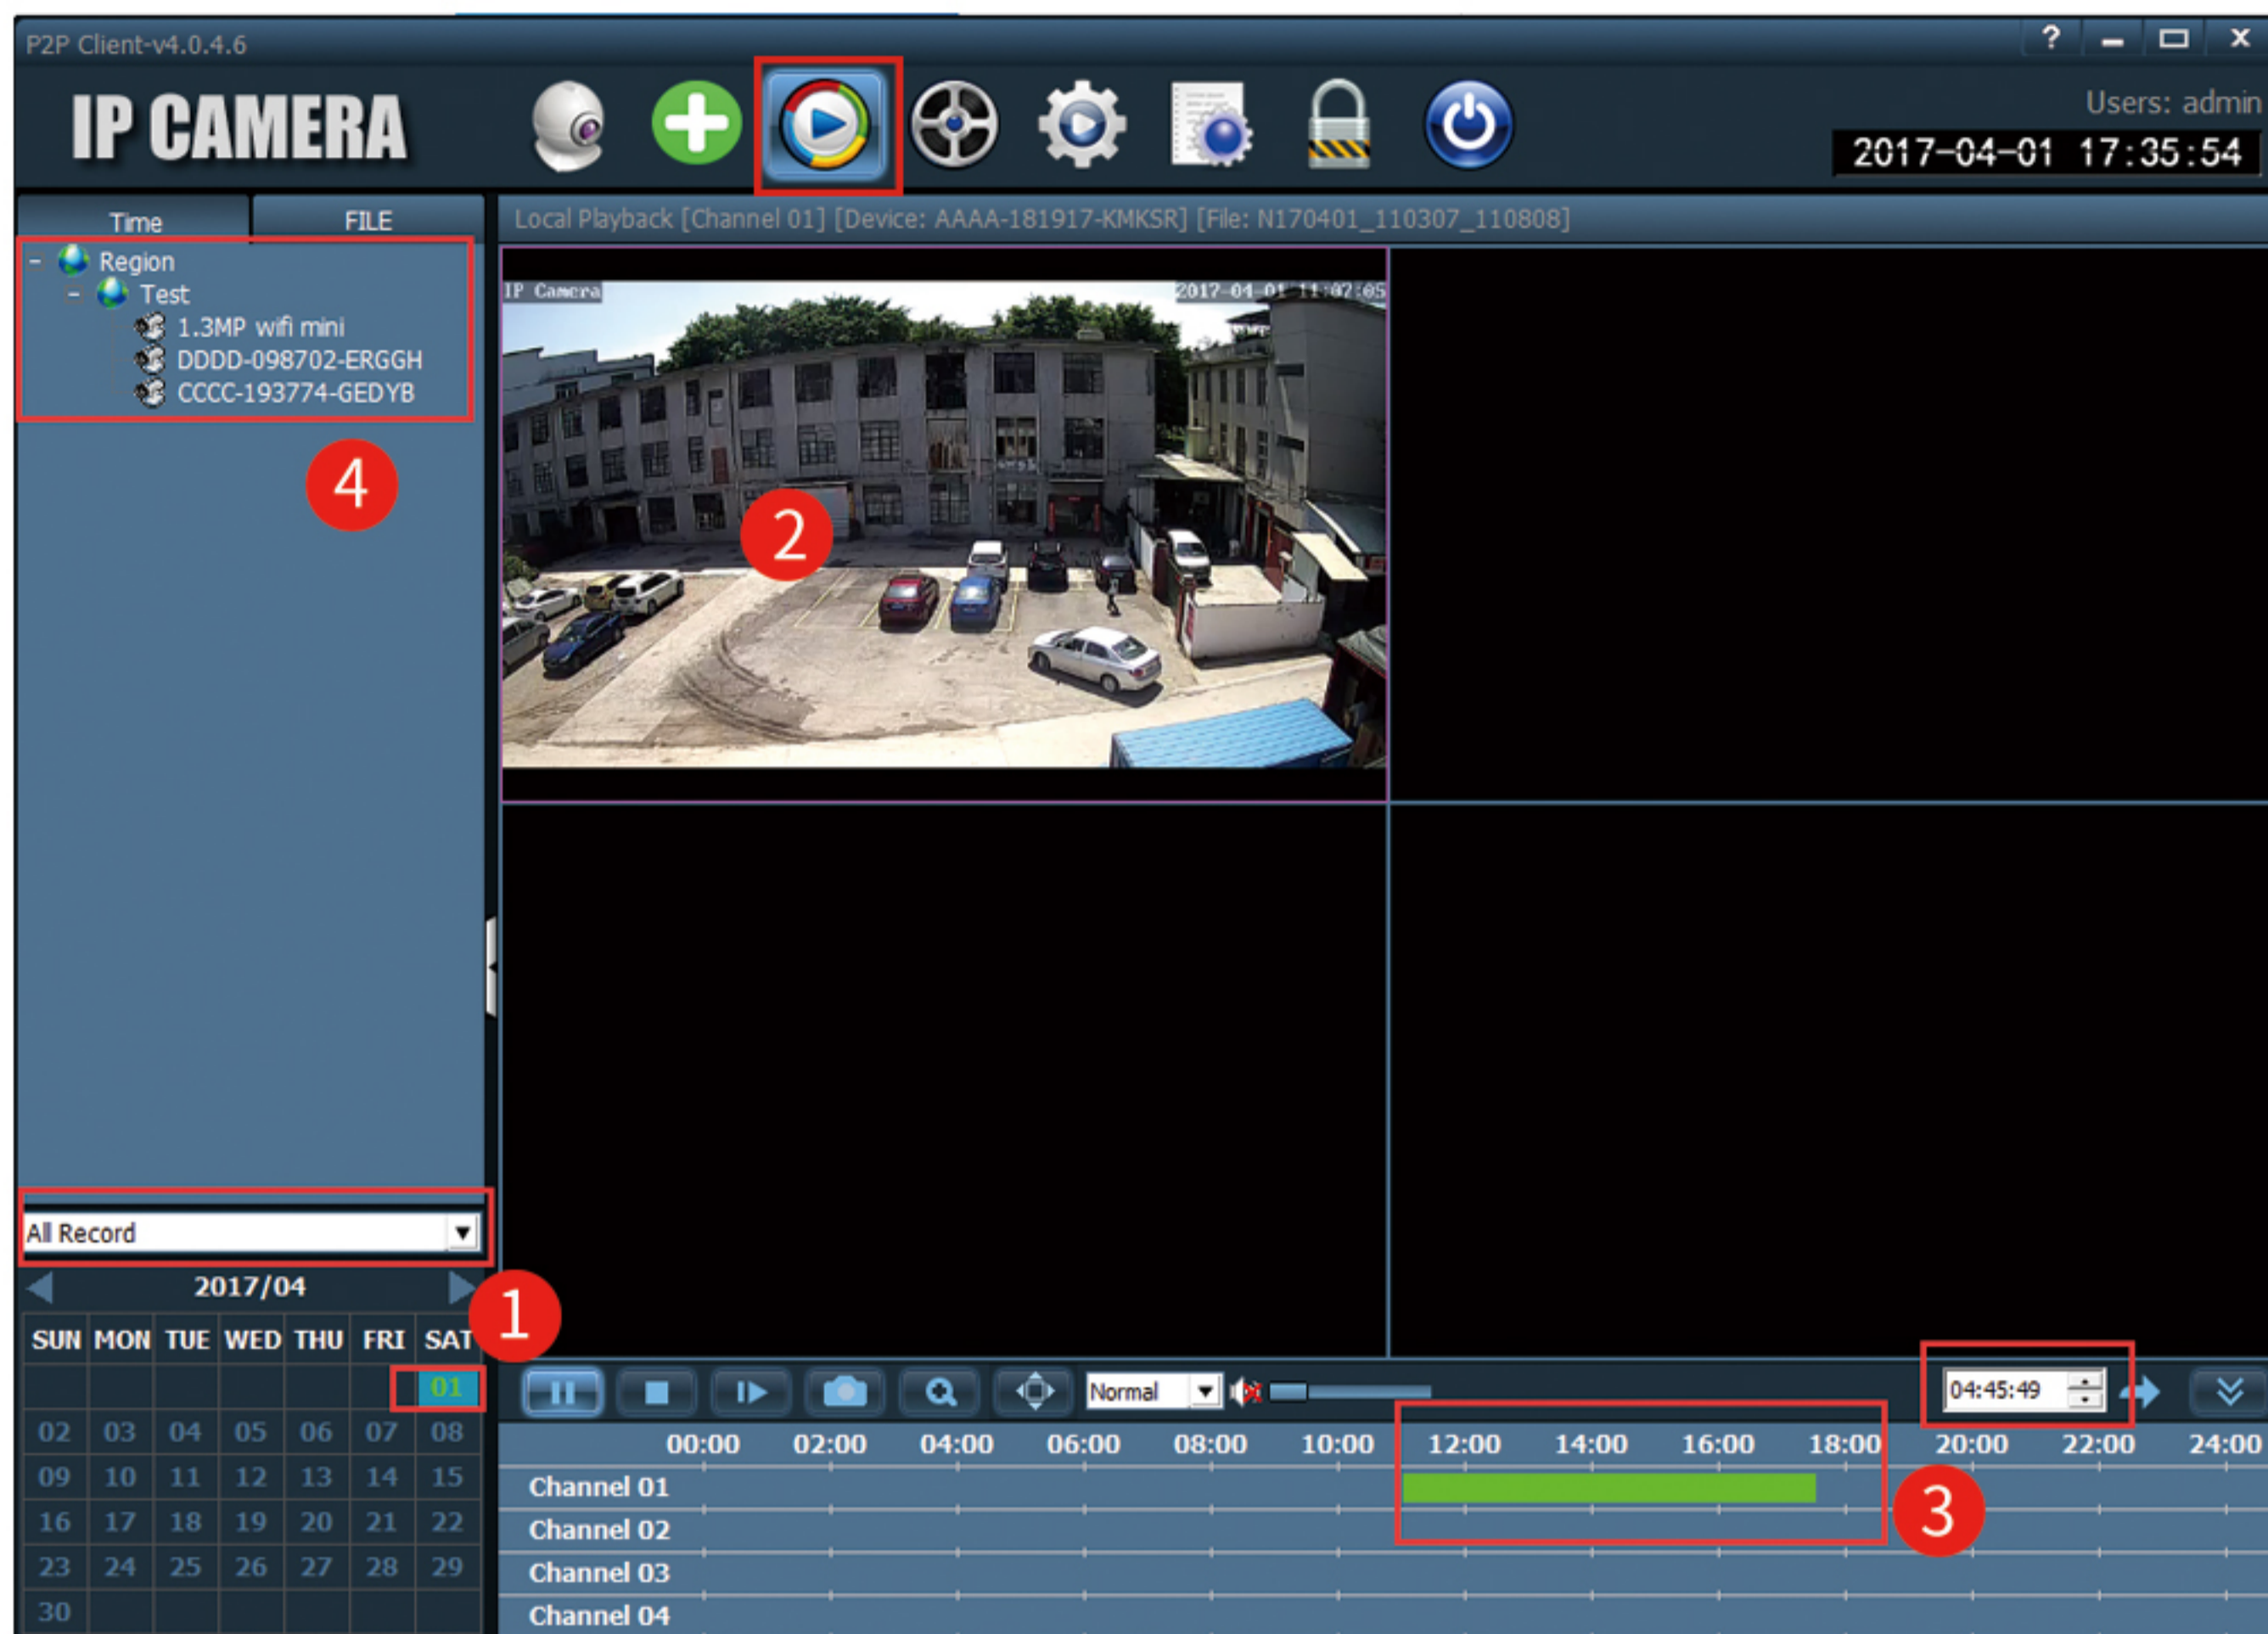 P2P Client-v4.0.4.6
?
IP CAMERA
Users: admin
2017-04-01 17:35:54
Time FILE
Local Playback [Channel 01] [Device: AAAA-181917-KMKSR] [File: N170401_110307_110808]
Region
Test
1.3MP wifi mini
DDDD-098702-ERGGH
CCCC-193774-GEDYB
4
IP Camera
2017-04-01 11:07:05
2
All Record
2017/04
1
SUN MON TUE WED THU FRI SAT
01
02 03 04 05 06 07 08
09 10 11 12 13 14 15
16 17 18 19 20 21 22
23 24 25 26 27 28 29
30
Normal
04:45:49
00:00 02:00 04:00 06:00 08:00 10:00 12:00 14:00 16:00 18:00 20:00 22:00 24:00
Channel 01
3
Channel 02
Channel 03
Channel 04